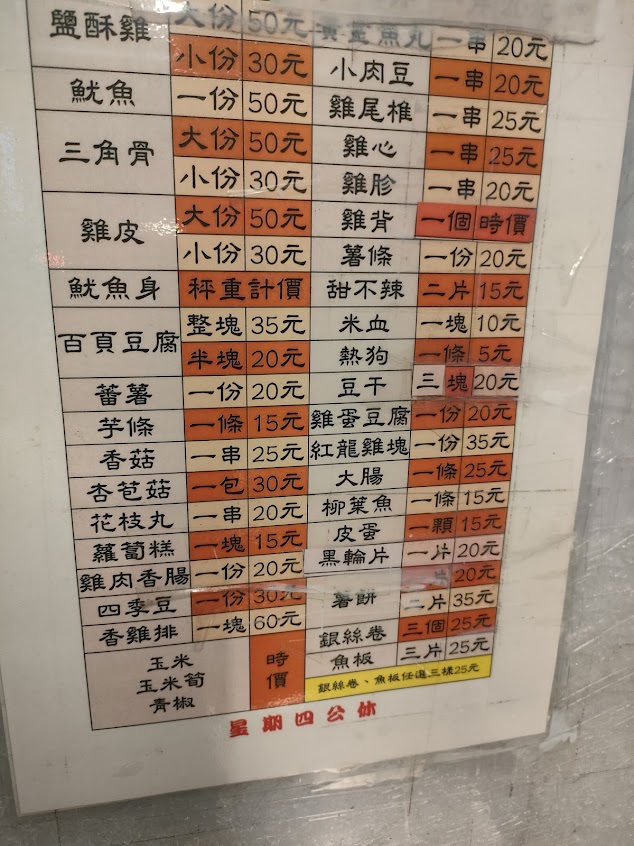 鹽酥雞 大份 50元
小份 30元
魷魚 一份 50元
三角骨 大份 50元
小份 30元
雞皮 大份 50元
小份 30元
魷魚身 秤重計價
百頁豆腐 整塊 35元
半塊 20元
蕃薯 一份 20元
芋條 一條 15元
香菇 一串 25元
杏苞菇 一包 30元
花枝丸 一串 20元
蘿蔔糕 一塊 15元
雞肉香腸 一份 20元
四季豆 一份 30元
香雞排 一塊 60元
玉米
玉米筍
青椒
時價
魚丸 一串 20元
小肉豆 一串 20元
雞尾椎 一串 25元
雞心 一串 25元
雞胗 一串 20元
雞背 一個 時價
薯條 一份 20元
甜不辣 二片 15元
米血 一塊 10元
熱狗 一條 5元
豆干 三塊 20元
雞蛋豆腐 一份 20元
紅龍雞塊 一份 35元
大腸 一條 25元
柳葉魚 一條 15元
皮蛋 一顆 15元
黑輪片 一片 20元
薯餅 片 20元
二片 35元
銀絲卷 三個 25元
魚板 三片 25元
銀絲卷、魚板任選三樣25元
星期四公休